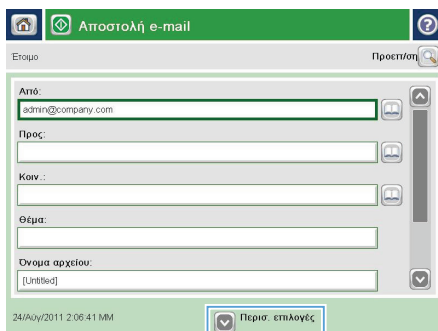 Αποστολή e-mail
Έτοιμο
Προεπ/ση
Από:
admin@company.com
Προς:
Κοιν.:
Θέμα:
Όνομα αρχείου:
[Untitled]
24/Αύγ/2011 2:06:41 ΜΜ
Περισ. επιλογές